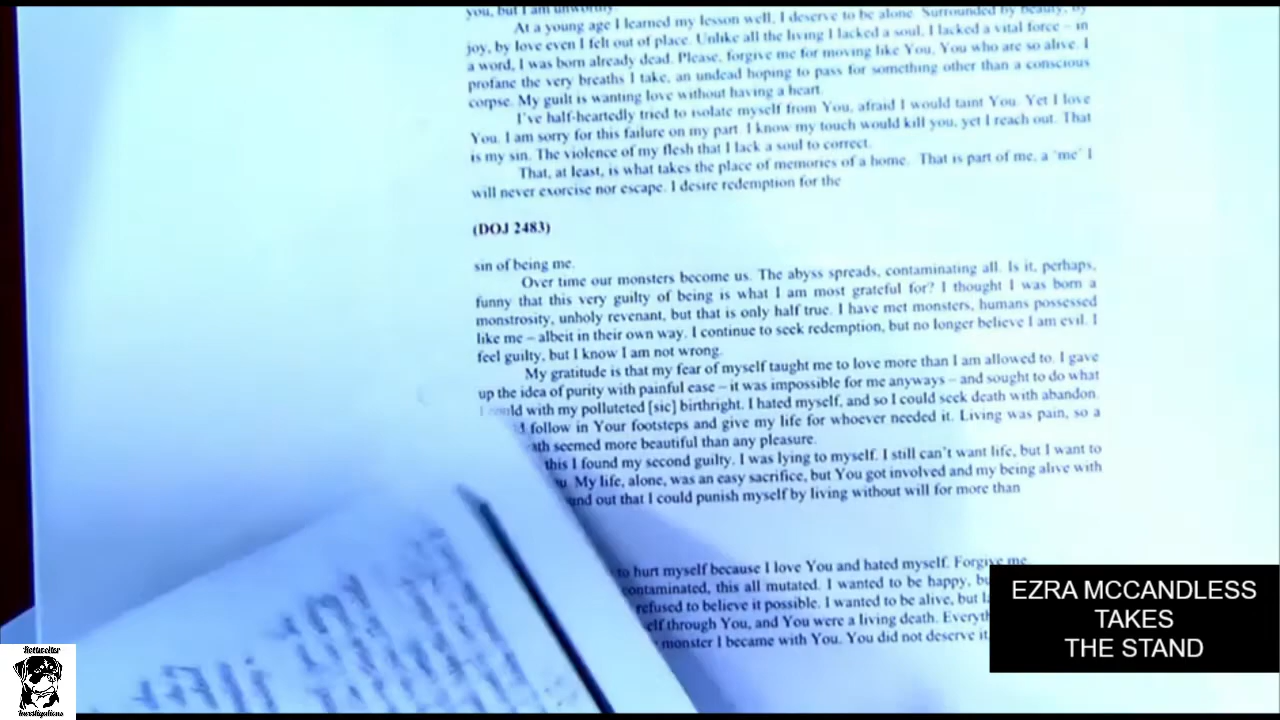 you, but I am unworthy.
At a young age I learned my lesson well, I deserve to be alone. Surrounded by beauty, by
joy, by love even I felt out of place. Unlike all the living I lacked a soul, I lacked a vital force – in
a word, I was born already dead. Please, forgive me for moving like You, You who are so alive. I
profane the very breaths I take, an undead hoping to pass for something other than a conscious
corpse. My guilt is wanting love without having a heart.
I've half-heartedly tried to isolate myself from You, afraid I would taint You. Yet I love
You. I am sorry for this failure on my part. I know my touch would kill you, yet I reach out. That
is my sin. The violence of my flesh that I lack a soul to correct.
That, at least, is what takes the place of memories of a home. That is part of me, a "me" I
will never exorcise nor escape. I desire redemption for the
(DOJ 2483)
sin of being me.
Over time our monsters become us. The abyss spreads, contaminating all. Is it, perhaps,
funny that this very guilty of being is what I am most grateful for? I thought I was born a
monstrosity, unholy revenant, but that is only half true. I have met monsters, humans possessed
like me – albeit in their own way. I continue to seek redemption, but no longer believe I am evil. I
feel guilty, but I know I am not wrong.
My gratitude is that my fear of myself taught me to love more than I am allowed to. I gave
up the idea of purity with painful ease – it was impossible for me anyways – and sought to do what
I could with my polluteted [sic] birthright. I hated myself, and so I could seek death with abandon.
follow in Your footsteps and give my life for whoever needed it. Living was pain, so a
seemed more beautiful than any pleasure.
this I found my second guilty. I was lying to myself. I still can't want life, but I want to
My life, alone, was an easy sacrifice, but You got involved and my being alive with
out that I could punish myself by living without will for more than
to hurt myself because I love You and hated myself. Forgive me.
contaminated, this all mutated. I wanted to be happy,
refused to believe it possible. I wanted to be alive, but
through You, and You were a living death.
monster I became with You. You did not deserve it
EZRA MCCANDLESS
TAKES
THE STAND
Rottweiler
Investigations